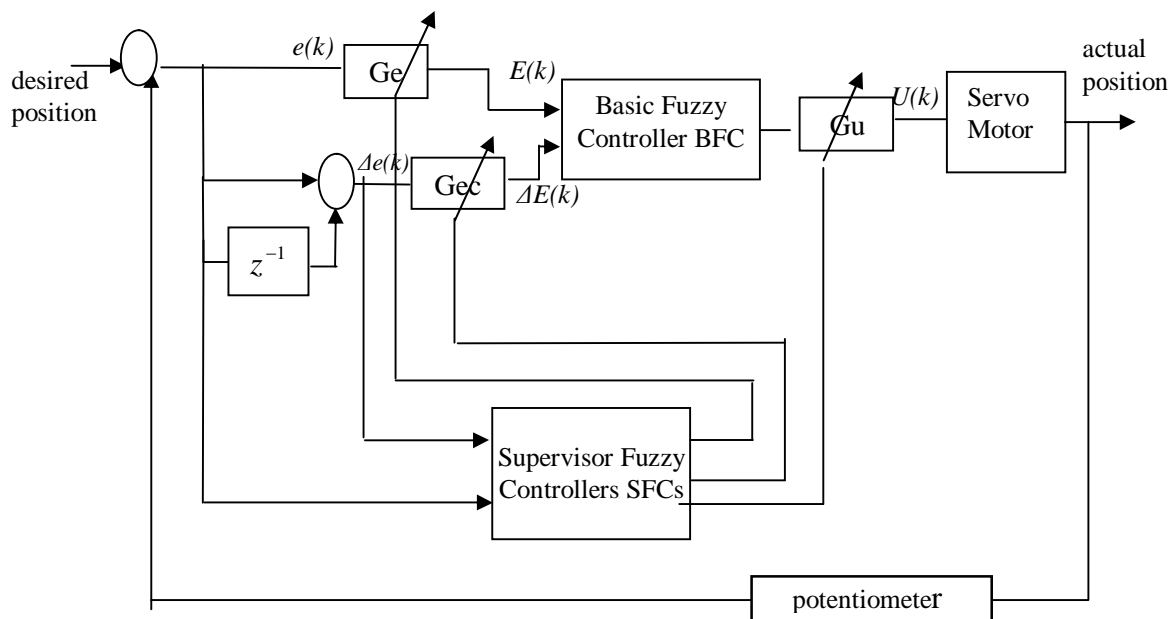 desired
position
e(k)
Ge
E(k)
Basic Fuzzy
Controller BFC
Gu
U(k)
Servo
Motor
actual
position
Δe(k)
Gec
ΔE(k)
z⁻¹
Supervisor Fuzzy
Controllers SFCs
potentiometer